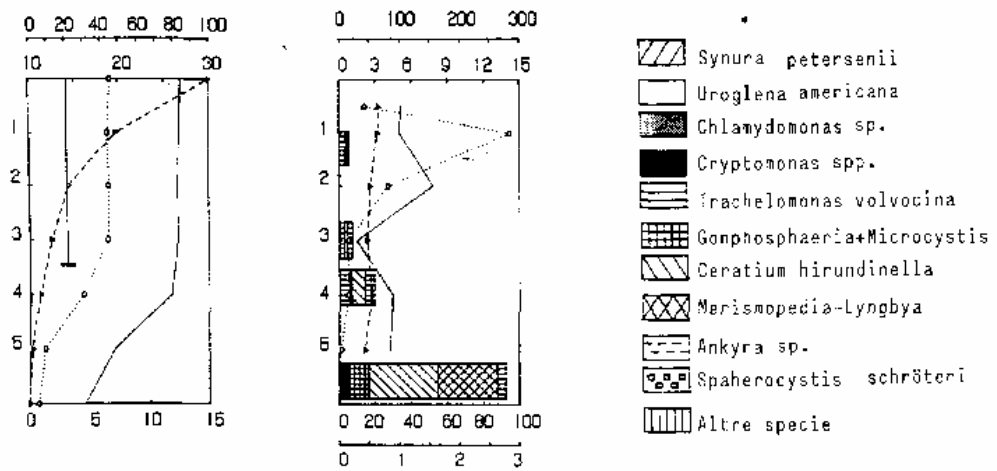 0 20 40 60 80 100
10 20 30
1
2
3
4
5
0 5 10 15
0 100 200 300
0 3 6 9 12 15
1
2
3
4
5
0 20 40 60 80 100
0 1 2 3
Synura petersenii
Uroglena americana
Chlamydomonas sp.
Cryptomonas spp.
Trachelomonas volvocina
Gomphosphaeria+Microcystis
Ceratium hirundinella
Merismopedia-Lyngbya
Ankyra sp.
Spaherocystis schröteri
Altre specie